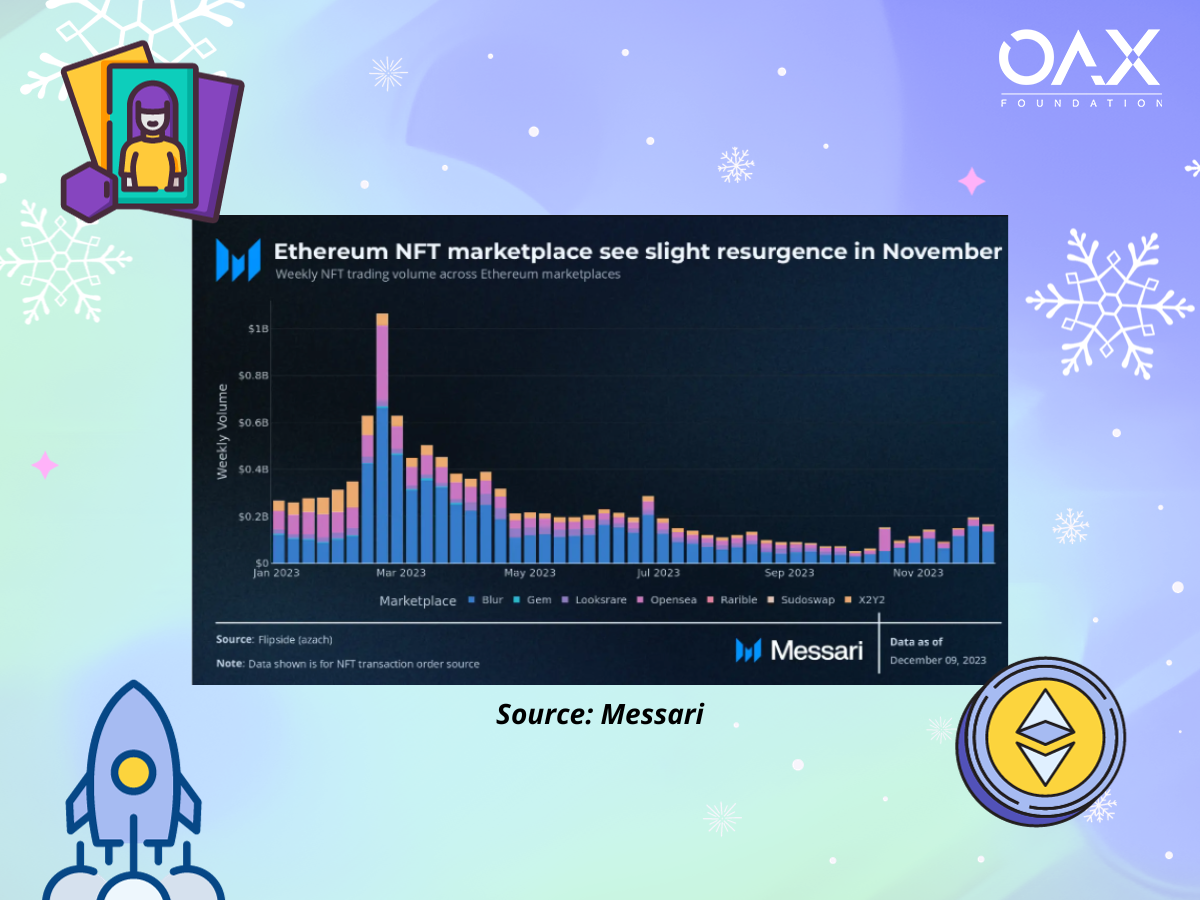 OAX
FOUNDATION
Ethereum NFT marketplace see slight resurgence in November
Weekly NFT trading volume across Ethereum marketplaces
Weekly Volume
$1B
$0.8B
$0.6B
$0.4B
$0.2B
$0
Jan 2023 Mar 2023 May 2023 Jul 2023 Sep 2023 Nov 2023
Marketplace Blur Gem Looksrare Opensea Rarible Sudoswap X2Y2
Source: Flipside (azach)
Note: Data shown is for NFT transaction order source
Messari
Data as of
December 09, 2023
Source: Messari